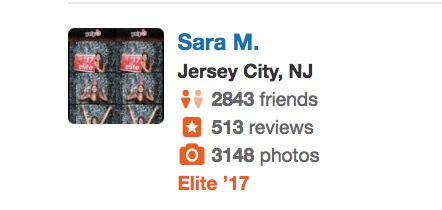 Sara M.
Jersey City, NJ
2843 friends
513 reviews
3148 photos
Elite ’17